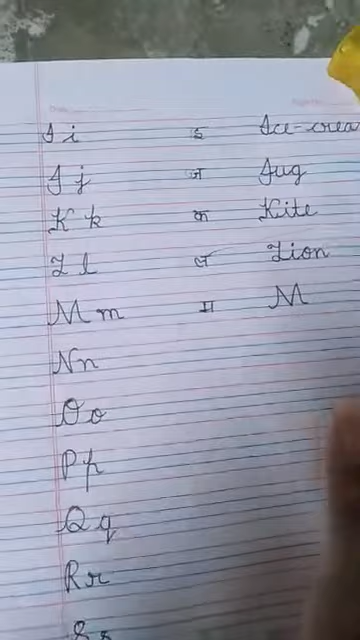 I i इ Ice-crea
J j ज Jug
K k क Kite
L l ल Lion
M m म M
N n
O o
P p
Q q
R r
S s